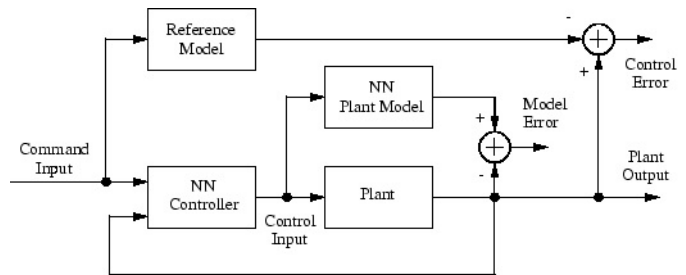 Reference
Model
-
+
Control
Error
NN
Plant Model
Model
Error
+
-
Command
Input
NN
Controller
Control
Input
Plant
Plant
Output